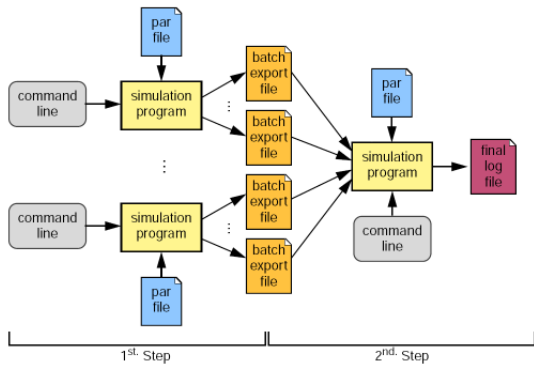 par
file
command
line
simulation
program
batch
export
file
...
batch
export
file
...
command
line
simulation
program
par
file
batch
export
file
...
batch
export
file
par
file
simulation
program
command
line
final
log
file
1st. Step
2nd. Step